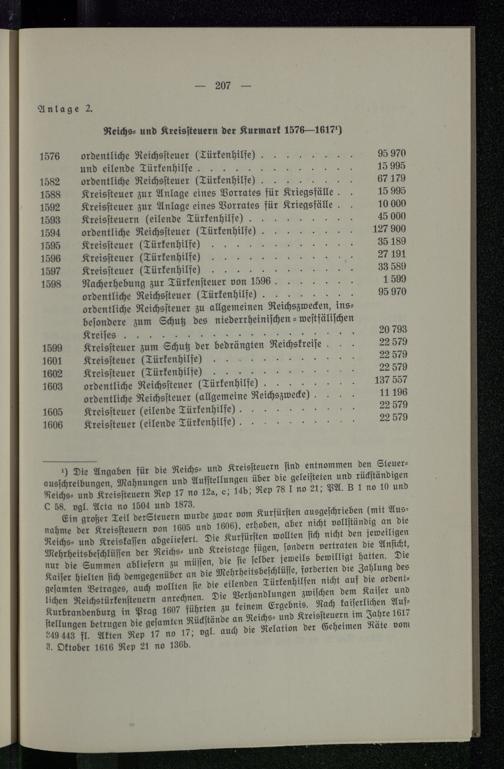 — 207 —
Anlage 2.
Reichs- und Kreissteuern der Kurmark 1576—1617¹)
1576 ordentliche Reichssteuer (Türkenhilfe) . . . . . . . . 95 970
und eilende Türkenhilfe . . . . . . . . . . . . 15 995
1582 ordentliche Reichssteuer (Türkenhilfe) . . . . . . . . 67 179
1588 Kreissteuer zur Anlage eines Vorrates für Kriegsfälle . . 15 995
1592 Kreissteuer zur Anlage eines Vorrates für Kriegsfälle . . 10 000
1593 Kreissteuern (eilende Türkenhilfe) . . . . . . . . . 45 000
1594 ordentliche Reichssteuer (Türkenhilfe) . . . . . . . . 127 900
1595 Kreissteuer (Türkenhilfe) . . . . . . . . . . . . 35 189
1596 Kreissteuer (Türkenhilfe) . . . . . . . . . . . . 27 191
1597 Kreissteuer (Türkenhilfe) . . . . . . . . . . . . 33 589
1598 Nacherhebung zur Türkensteuer von 1596 . . . . . . . 1 599
ordentliche Reichssteuer (Türkenhilfe) . . . . . . . . 95 970
ordentliche Reichssteuer zu allgemeinen Reichszwecken, ins-
besondere zum Schutz des niederrheinischen-westfälischen
Kreises . . . . . . . . . . . . . . . . . . 20 793
1599 Kreissteuer zum Schutz der bedrängten Reichskreise . . . 22 579
1601 Kreissteuer (Türkenhilfe) . . . . . . . . . . . . 22 579
1602 Kreissteuer (Türkenhilfe) . . . . . . . . . . . . 22 579
1603 ordentliche Reichssteuer (Türkenhilfe) . . . . . . . . 137 557
ordentliche Reichssteuer (allgemeine Reichszwecke) . . . . 11 196
1605 Kreissteuer (eilende Türkenhilfe) . . . . . . . . . . 22 579
1606 Kreissteuer (eilende Türkenhilfe) . . . . . . . . . . 22 579
¹) Die Angaben für die Reichs- und Kreissteuern sind entnommen den Steuer-
ausschreibungen, Mahnungen und Aufstellungen über die geleisteten und rückständigen
Reichs- und Kreissteuern Rep 17 no 12a, c; 14b; Rep 78 I no 21; PA. B 1 no 10 und
C 58. vgl. Acta no 1504 und 1873.
Ein großer Teil derSteuern wurde zwar vom Kurfürsten ausgeschrieben (mit Aus-
nahme der Kreissteuern von 1605 und 1606), erhoben, aber nicht vollständig an die
Reichs- und Kreiskassen abgeliefert. Die Kurfürsten wollten sich nicht den jeweiligen
Mehrheitsbeschlüssen der Reichs- und Kreistage fügen, sondern vertraten die Ansicht,
nur die Summen abliefern zu müssen, die sie selber jeweils bewilligt hatten. Die
Kaiser hielten sich demgegenüber an die Mehrheitsbeschlüsse, forderten die Zahlung des
gesamten Betrages, auch wollten sie die eilenden Türkenhilfen nicht auf die ordent-
lichen Reichstürkensteuern anrechnen. Die Verhandlungen zwischen dem Kaiser und
Kurbrandenburg in Prag 1607 führten zu keinem Ergebnis. Nach kaiserlichen Auf-
stellungen betrugen die gesamten Rückstände an Reichs- und Kreissteuern im Jahre 1617
349 443 fl. Akten Rep 17 no 17; vgl. auch die Relation der Geheimen Räte vom
3. Oktober 1616 Rep 21 no 136b.